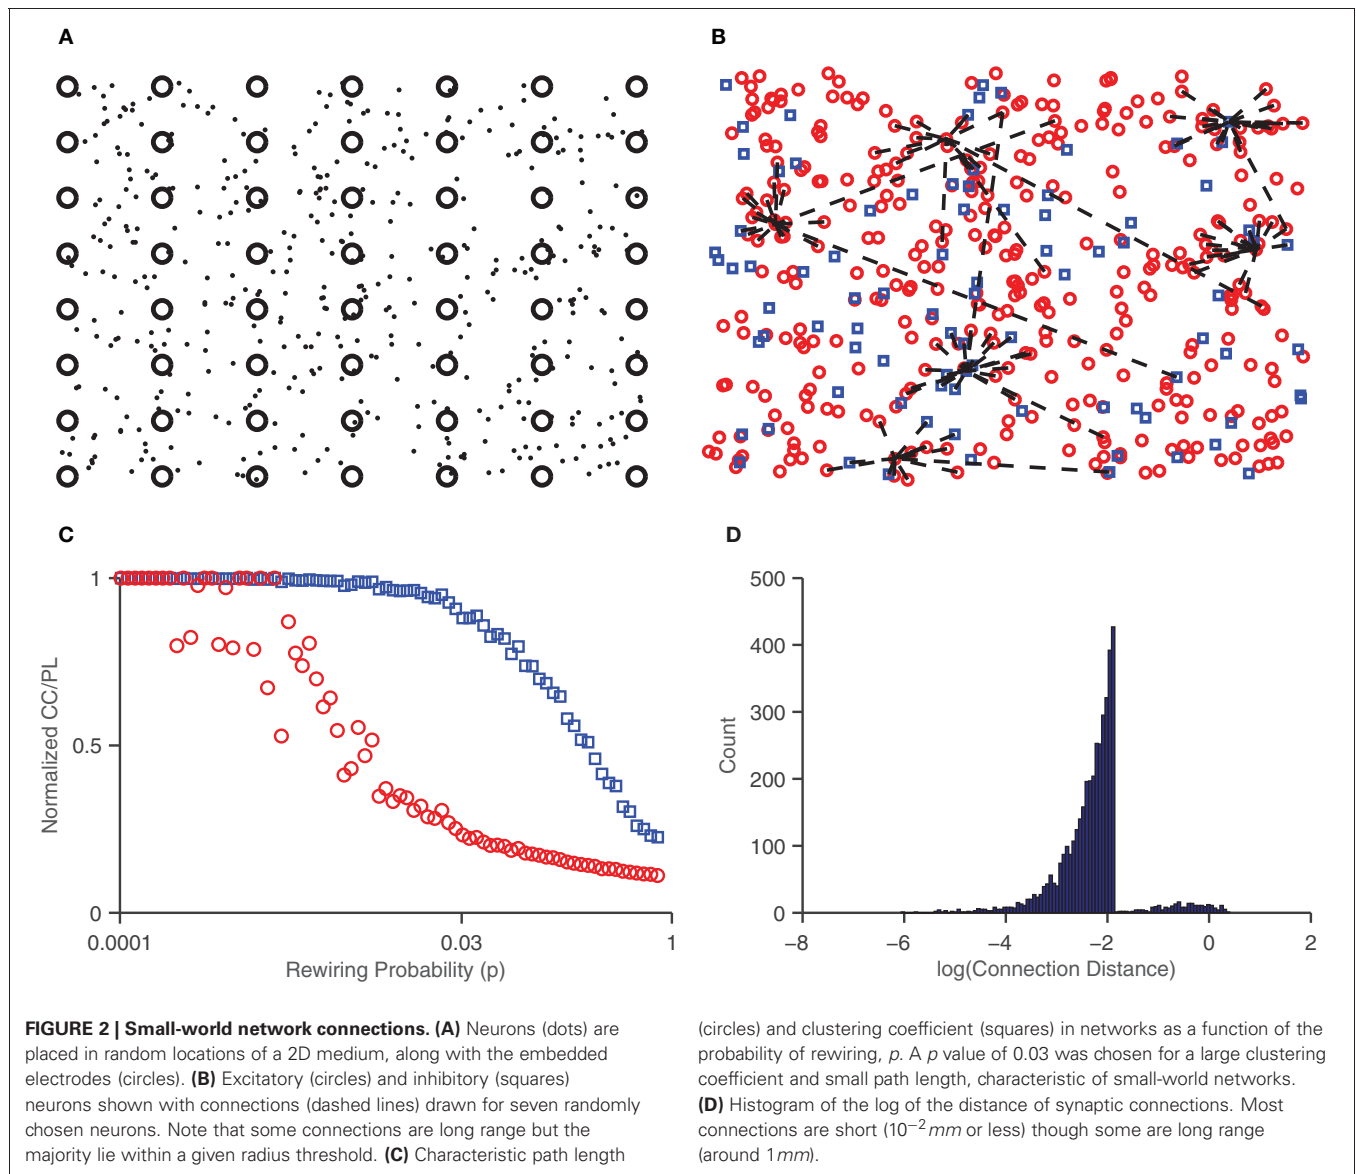 A
B
C
1
0.5
0
Normalized CC/PL
0.0001
0.03
1
Rewiring Probability (p)
D
500
400
300
200
100
0
Count
−8
−6
−4
−2
0
2
log(Connection Distance)
FIGURE 2 | Small-world network connections. (A) Neurons (dots) are
placed in random locations of a 2D medium, along with the embedded
electrodes (circles). (B) Excitatory (circles) and inhibitory (squares)
neurons shown with connections (dashed lines) drawn for seven randomly
chosen neurons. Note that some connections are long range but the
majority lie within a given radius threshold. (C) Characteristic path length
(circles) and clustering coefficient (squares) in networks as a function of the
probability of rewiring, p. A p value of 0.03 was chosen for a large clustering
coefficient and small path length, characteristic of small-world networks.
(D) Histogram of the log of the distance of synaptic connections. Most
connections are short (10⁻² mm or less) though some are long range
(around 1 mm).